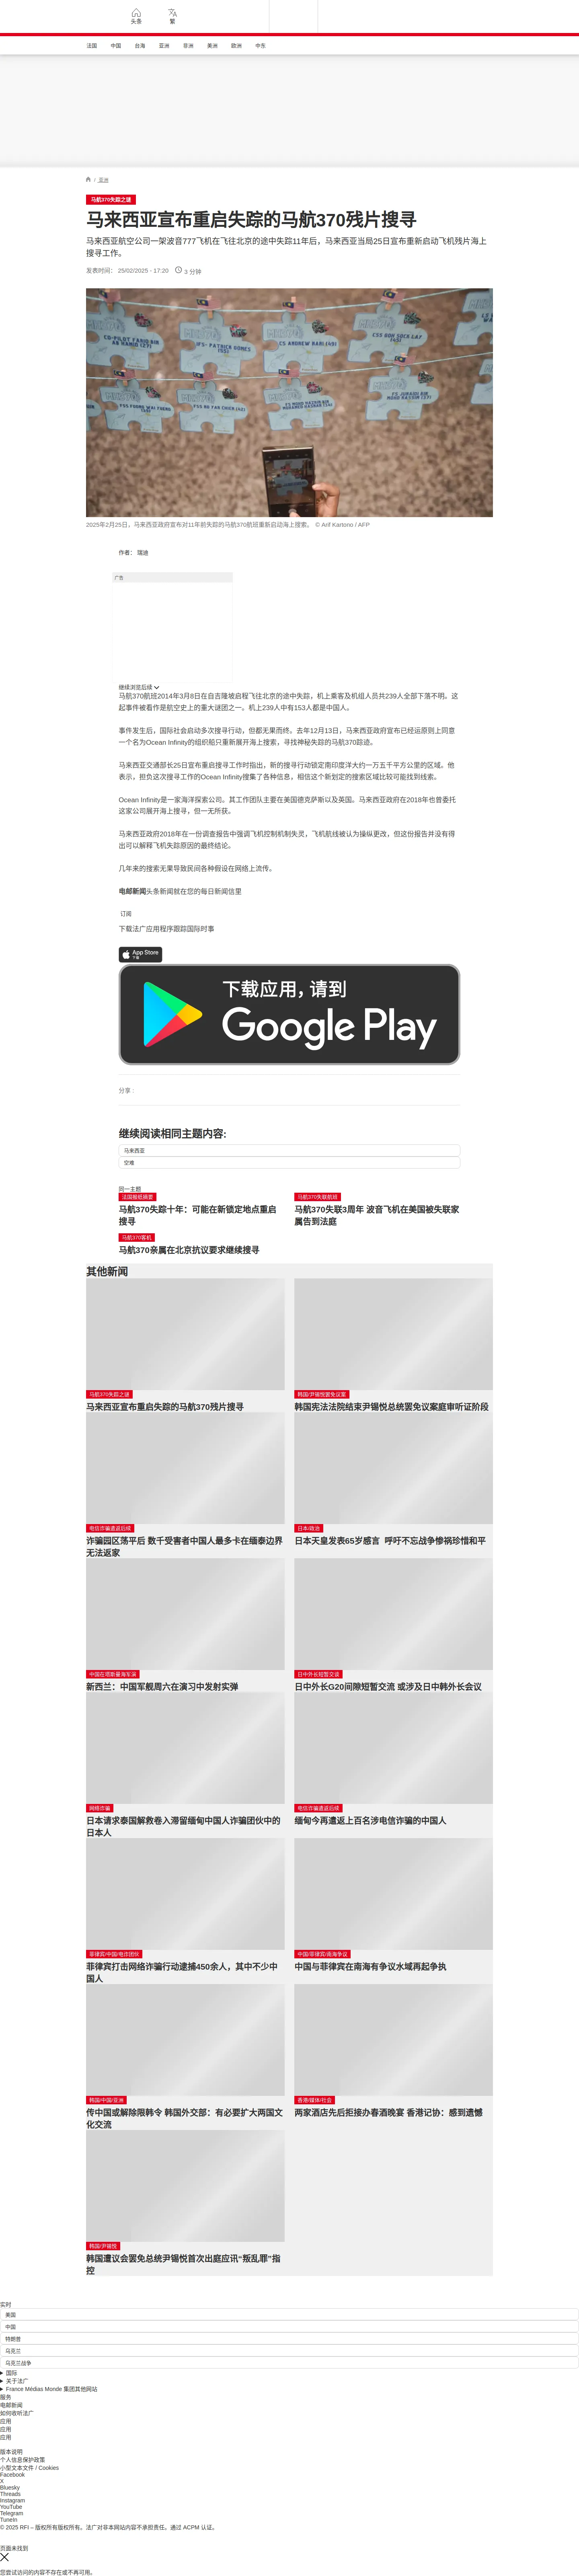 头条
繁
法国
中国
台海
亚洲
非洲
美洲
欧洲
中东
/ 亚洲
马航370失踪之谜
马来西亚宣布重启失踪的马航370残片搜寻
马来西亚航空公司一架波音777飞机在飞往北京的途中失踪11年后，马来西亚当局25日宣布重新启动飞机残片海上
搜寻工作。
发表时间： 25/02/2025 - 17:20
3 分钟
2025年2月25日，马来西亚政府宣布对11年前失踪的马航370航班重新启动海上搜索。 © Arif Kartono / AFP
作者： 瑞迪
广告
继续浏览后续
马航370航班2014年3月8日在自吉隆坡启程飞往北京的途中失踪，机上乘客及机组人员共239人全部下落不明。这
起事件被看作是航空史上的重大谜团之一。机上239人中有153人都是中国人。
事件发生后，国际社会启动多次搜寻行动，但都无果而终。去年12月13日，马来西亚政府宣布已经运原则上同意
一个名为Ocean Infinity的组织船只重新展开海上搜索，寻找神秘失踪的马航370踪迹。
马来西亚交通部长25日宣布重启搜寻工作时指出，新的搜寻行动锁定南印度洋大约一万五千平方公里的区域。他
表示，担负这次搜寻工作的Ocean Infinity搜集了各种信息，相信这个新划定的搜索区域比较可能找到线索。
Ocean Infinity是一家海洋探索公司。其工作团队主要在美国德克萨斯以及英国。马来西亚政府在2018年也曾委托
这家公司展开海上搜寻，但一无所获。
马来西亚政府2018年在一份调查报告中强调飞机控制机制失灵，飞机航线被认为操纵更改，但这份报告并没有得
出可以解释飞机失踪原因的最终结论。
几年来的搜索无果导致民间各种假设在网络上流传。
电邮新闻头条新闻就在您的每日新闻信里
订阅
下载法广应用程序跟踪国际时事
App Store
下载
下载应用，请到
Google Play
分享 :
继续阅读相同主题内容:
马来西亚
空难
同一主题
法国报纸摘要
马航370失踪十年：可能在新锁定地点重启
搜寻
马航370失联航班
马航370失联3周年 波音飞机在美国被失联家
属告到法庭
马航370客机
马航370亲属在北京抗议要求继续搜寻
其他新闻
马航370失踪之谜
马来西亚宣布重启失踪的马航370残片搜寻
韩国/尹锡悦罢免议案
韩国宪法法院结束尹锡悦总统罢免议案庭审听证阶段
电信诈骗遣返后续
诈骗园区荡平后 数千受害者中国人最多卡在缅泰边界
无法返家
日本/政治
日本天皇发表65岁感言 呼吁不忘战争惨祸珍惜和平
中国在塔斯曼海军演
新西兰：中国军舰周六在演习中发射实弹
日中外长短暂交谈
日中外长G20间隙短暂交流 或涉及日中韩外长会议
网络诈骗
日本请求泰国解救卷入滞留缅甸中国人诈骗团伙中的
日本人
电信诈骗遣返后续
缅甸今再遣返上百名涉电信诈骗的中国人
菲律宾/中国/电诈团伙
菲律宾打击网络诈骗行动逮捕450余人，其中不少中
国人
中国/菲律宾/南海争议
中国与菲律宾在南海有争议水域再起争执
韩国/中国/亚洲
传中国或解除限韩令 韩国外交部：有必要扩大两国文
化交流
香港/媒体/社会
两家酒店先后拒接办春酒晚宴 香港记协：感到遗憾
韩国/尹锡悦
韩国遭议会罢免总统尹锡悦首次出庭应讯“叛乱罪”指
控
实时
美国
中国
特朗普
乌克兰
乌克兰战争
国际
关于法广
France Médias Monde 集团其他网站
服务
电邮新闻
如何收听法广
应用
应用
应用
版本说明
个人信息保护政策
小型文本文件 / Cookies
Facebook
X
Bluesky
Threads
Instagram
YouTube
Telegram
TuneIn
© 2025 RFI – 版权所有版权所有。法广对非本网站内容不承担责任。通过 ACPM 认证。
页面未找到
您尝试访问的内容不存在或不再可用。